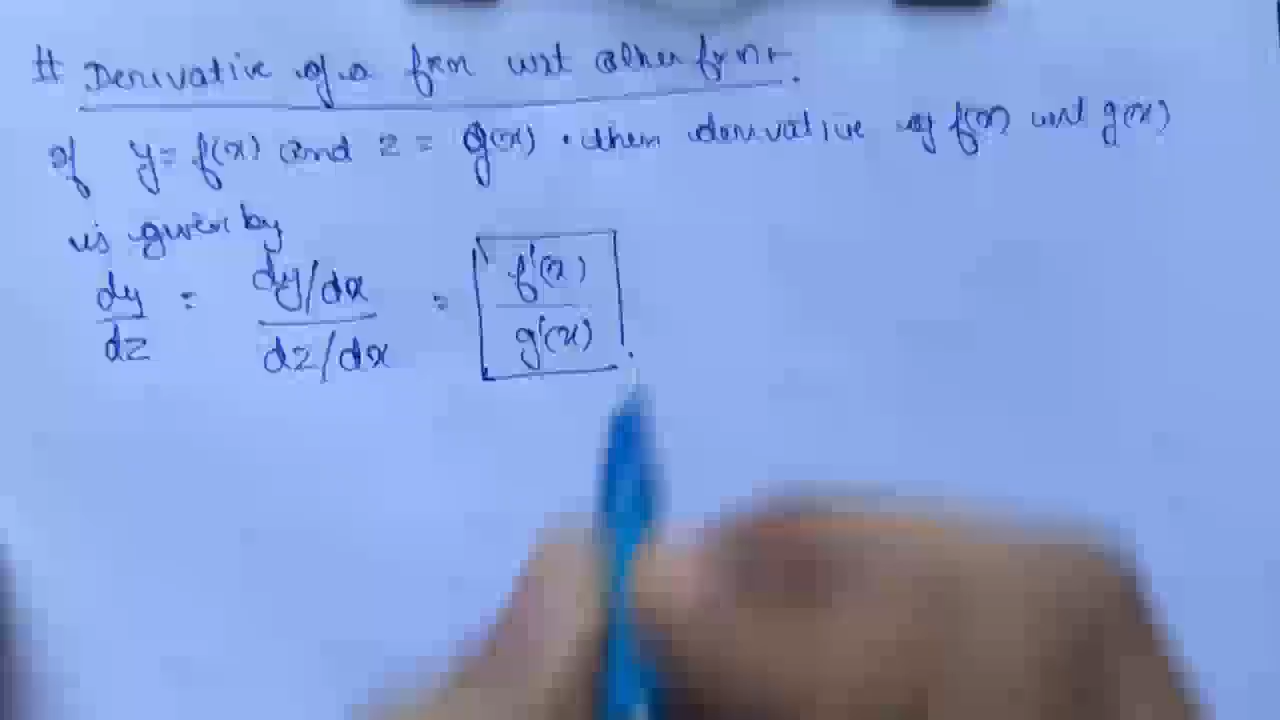 # Derivative of a fxn wrt other fxn.
If y = f(x) and z = g(x) . then derivative of f(x) wrt g(x)
is given by
dy/dz = (dy/dx)/(dz/dx) = f'(x)/g'(x) .